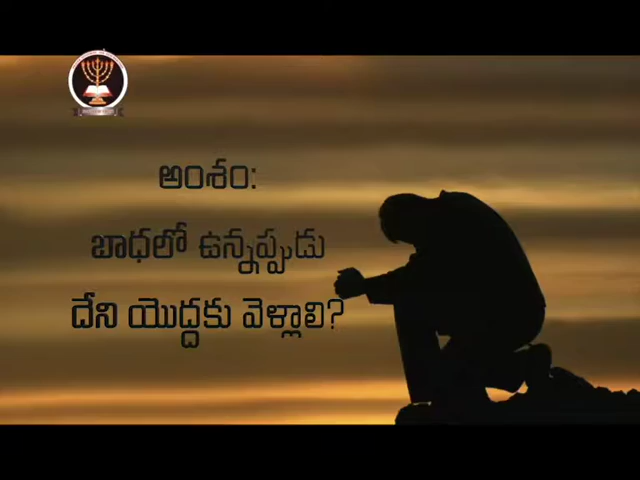 అంశం:
బాధలో ఉన్నప్పుడు
దేని యొద్దకు వెళ్లాలి?